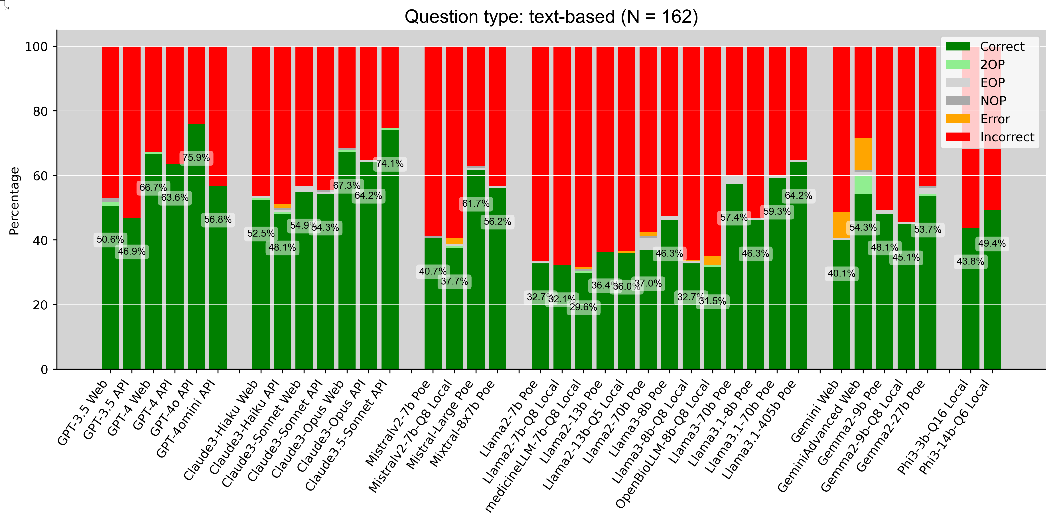 Question type: text-based (N = 162)
Percentage
100
80
60
40
20
0
Correct
2OP
EOP
NOP
Error
Incorrect
50.6%
46.9%
66.7%
63.6%
75.9%
56.8%
52.5%
48.1%
54.9%
54.3%
67.3%
64.2%
74.1%
40.7%
37.7%
61.7%
56.2%
32.7%
32.1%
29.6%
36.4%
36.0%
37.0%
46.3%
32.7%
31.5%
57.4%
46.3%
59.3%
64.2%
40.1%
54.3%
48.1%
45.1%
53.7%
43.8%
49.4%
GPT-3.5 Web
GPT-3.5 API
GPT-4 Web
GPT-4 API
GPT-4o API
GPT-4omini API
Claude3-Hiaku Web
Claude3-Haiku API
Claude3-Sonnet Web
Claude3-Sonnet API
Claude3-Opus Web
Claude3-Opus API
Claude3.5-Sonnet API
Mistralv2-7b Poe
Mistralv2-7b-Q8 Local
Mistral-Large Poe
Mixtral-8x7b Poe
Llama2-7b Poe
Llama2-7b-Q8 Local
medicineLLM-7b-Q8 Local
Llama2-13b Poe
Llama2-13b-Q5 Local
Llama2-70b Poe
Llama3-8b Poe
Llama3-8b-Q8 Local
OpenBioLLM-8b-Q8 Local
Llama3-70b Poe
Llama3.1-8b Poe
Llama3.1-70b Poe
Llama3.1-405b Poe
Gemini Web
GeminiAdvanced Web
Gemma2-9b Poe
Gemma2-9b-Q8 Local
Gemma2-27b Poe
Phi3-3b-Q16 Local
Phi3-14b-Q6 Local